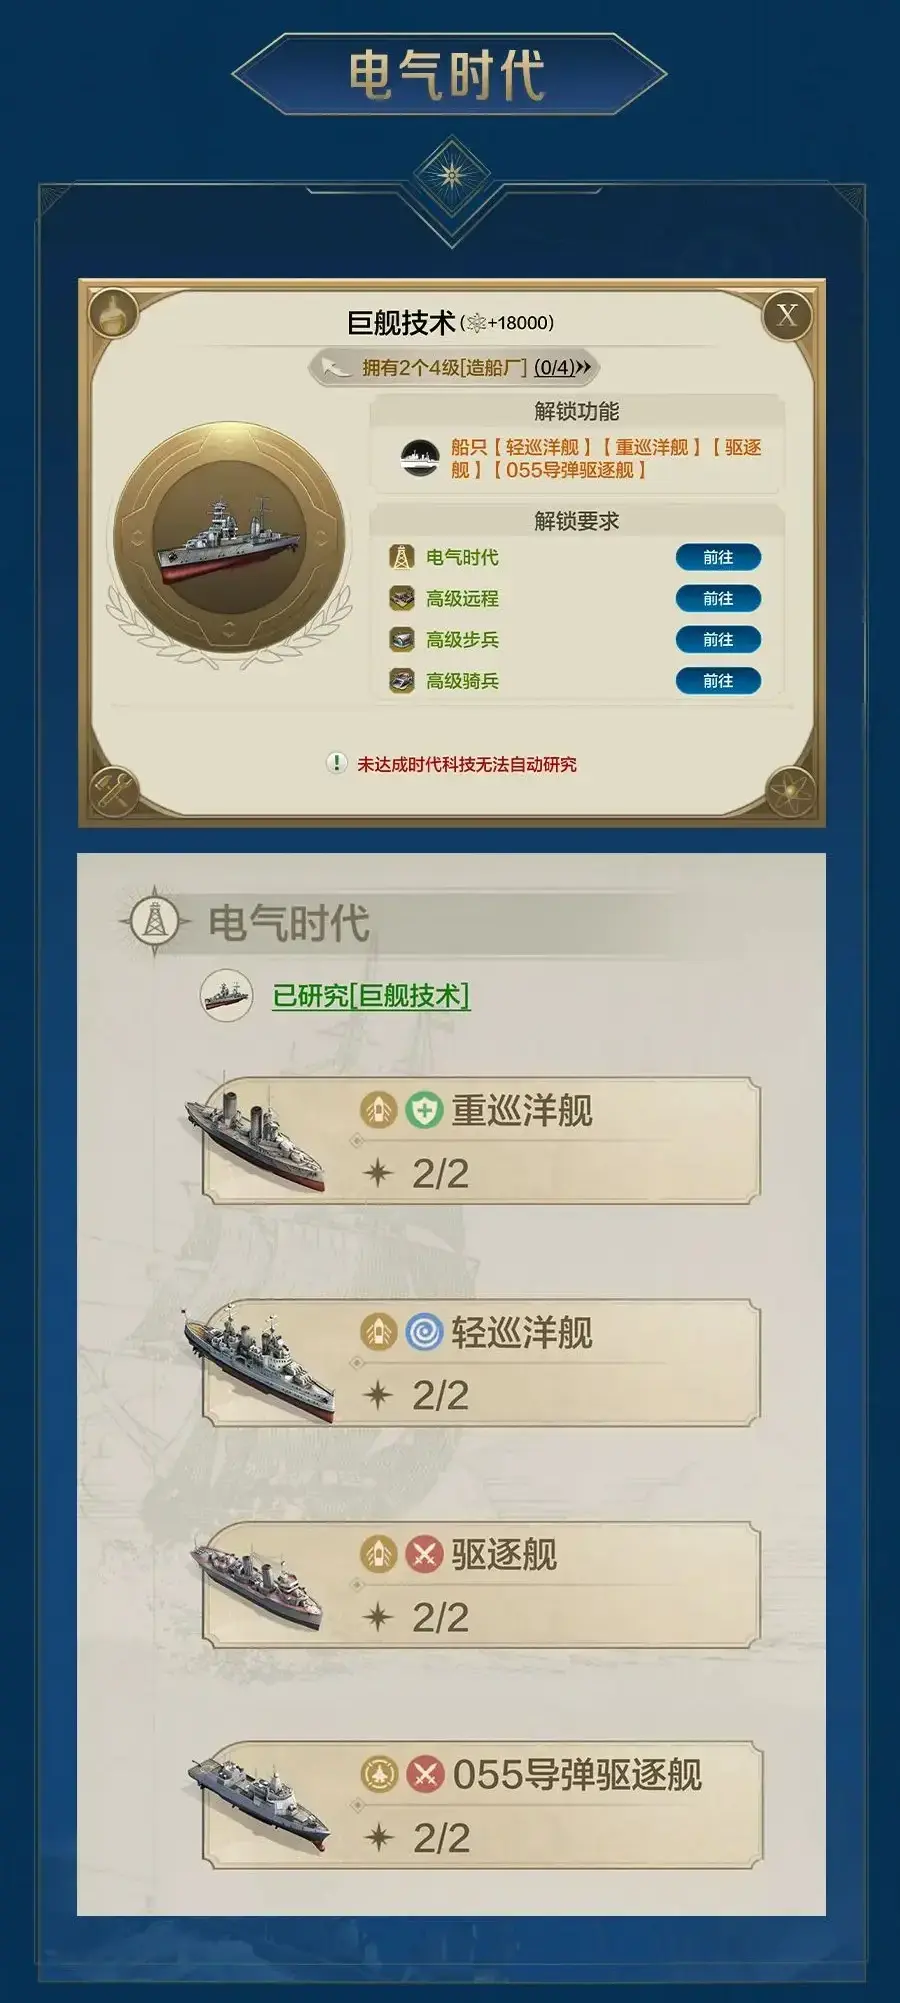 电气时代
巨舰技术(+18000)
拥有2个4级[造船厂] (0/4)
解锁功能
船只【轻巡洋舰】【重巡洋舰】【驱逐
舰】【055导弹驱逐舰】
解锁要求
电气时代 前往
高级远程 前往
高级步兵 前往
高级骑兵 前往
未达成时代科技无法自动研究
电气时代
已研究[巨舰技术]
重巡洋舰
2/2
轻巡洋舰
2/2
驱逐舰
2/2
055导弹驱逐舰
2/2